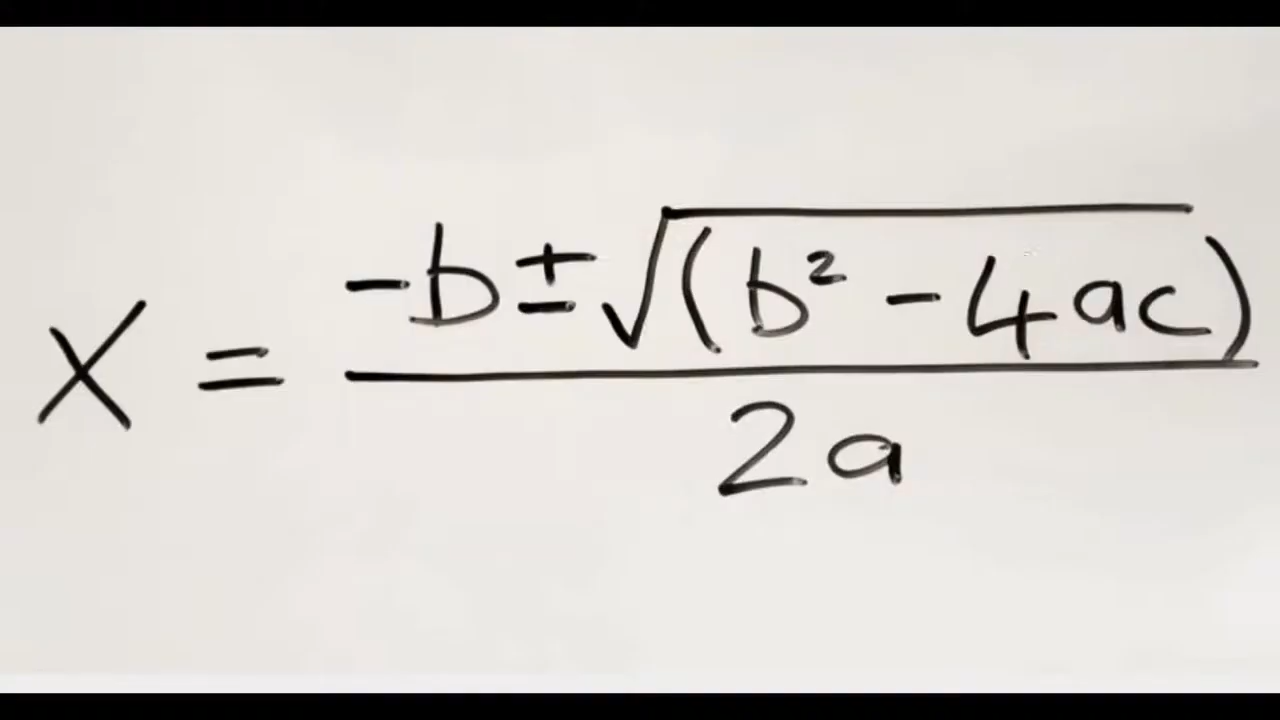 X = -b ± √(b² - 4ac) / 2a